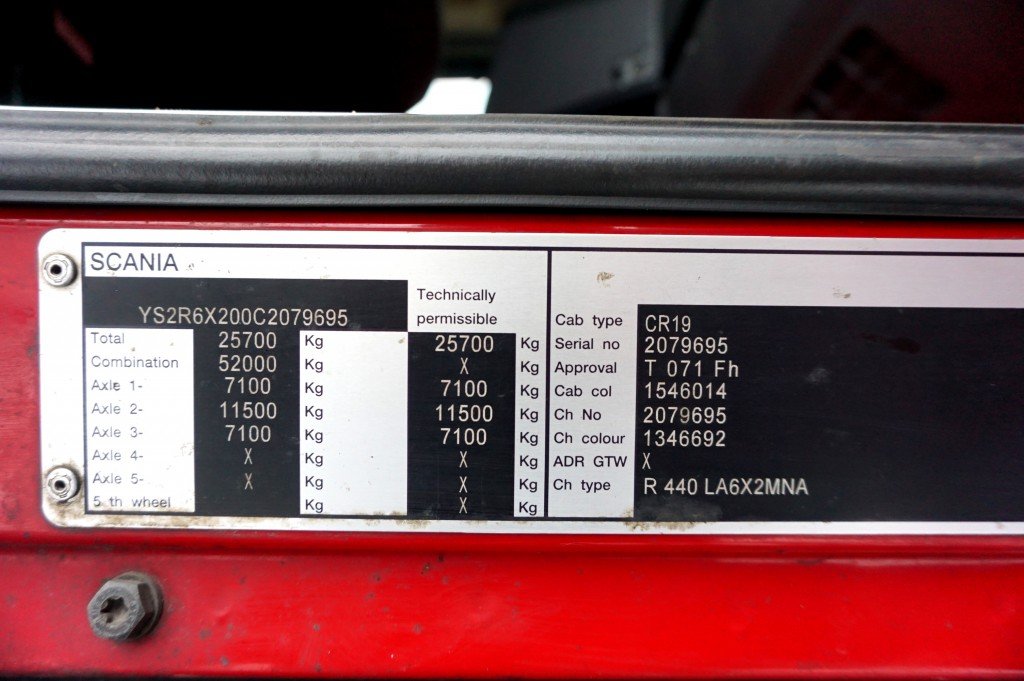 SCANIA
YS2R6X200C2079695
Technically
permissible
Total 25700 Kg 25700 Kg
Combination 52000 Kg X Kg
Axle 1- 7100 Kg 7100 Kg
Axle 2- 11500 Kg 11500 Kg
Axle 3- 7100 Kg 7100 Kg
Axle 4- X Kg X Kg
Axle 5- X Kg X Kg
5 th wheel Kg X Kg
Cab type CR19
Serial no 2079695
Approval T 071 Fh
Cab col 1546014
Ch No 2079695
Ch colour 1346692
ADR GTW X
Ch type R 440 LA6X2MNA